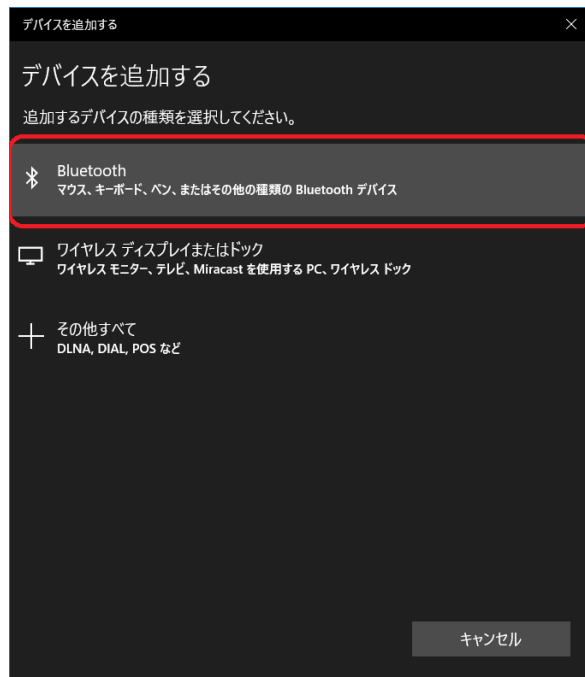 デバイスを追加する
デバイスを追加する
追加するデバイスの種類を選択してください。
Bluetooth
マウス、キーボード、ペン、またはその他の種類の Bluetooth デバイス
ワイヤレス ディスプレイまたはドック
ワイヤレス モニター、テレビ、Miracast を使用する PC、ワイヤレス ドック
その他すべて
DLNA, DIAL, POS など
キャンセル